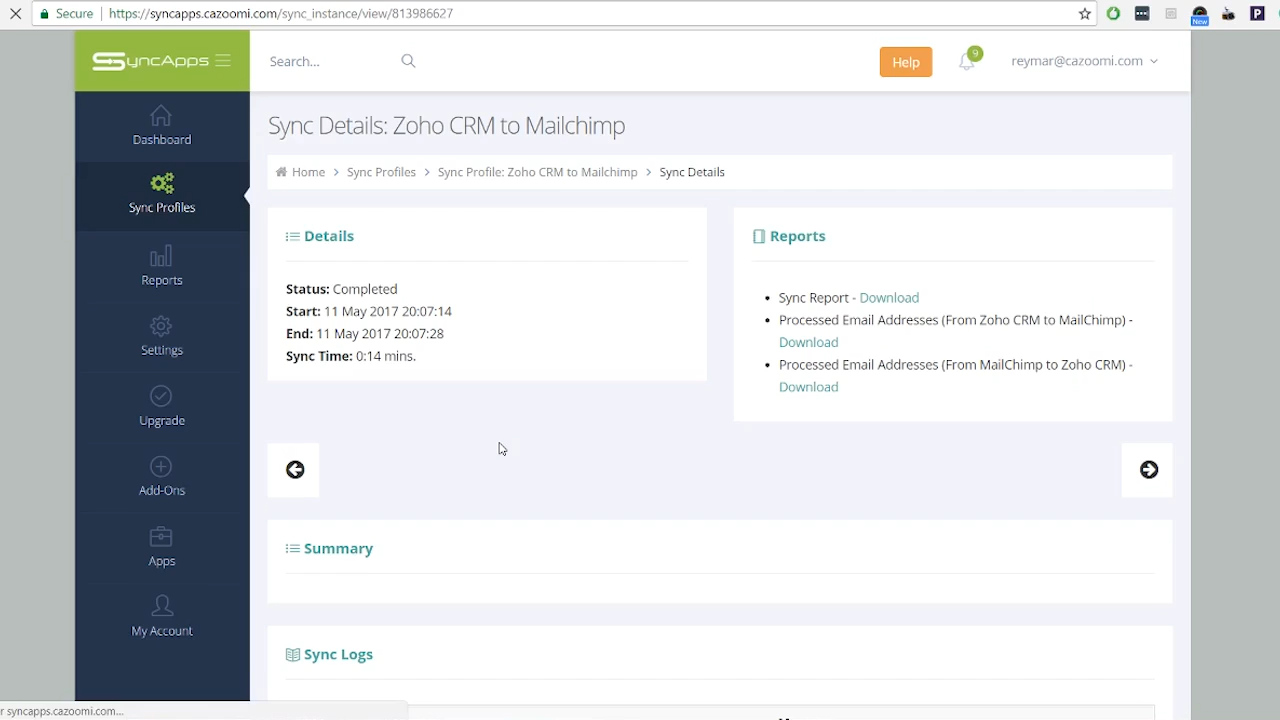 Secure https://syncapps.cazoomi.com/sync_instance/view/813986627
New
P
SyncApps
Search...
Help
9
reymar@cazoomi.com
Dashboard
Sync Profiles
Reports
Settings
Upgrade
Add-Ons
Apps
My Account
Sync Details: Zoho CRM to Mailchimp
Home > Sync Profiles > Sync Profile: Zoho CRM to Mailchimp > Sync Details
Details
Status: Completed
Start: 11 May 2017 20:07:14
End: 11 May 2017 20:07:28
Sync Time: 0:14 mins.
Reports
Sync Report - Download
Processed Email Addresses (From Zoho CRM to MailChimp) -
Download
Processed Email Addresses (From MailChimp to Zoho CRM) -
Download
Summary
Sync Logs
r syncapps.cazoomi.com...